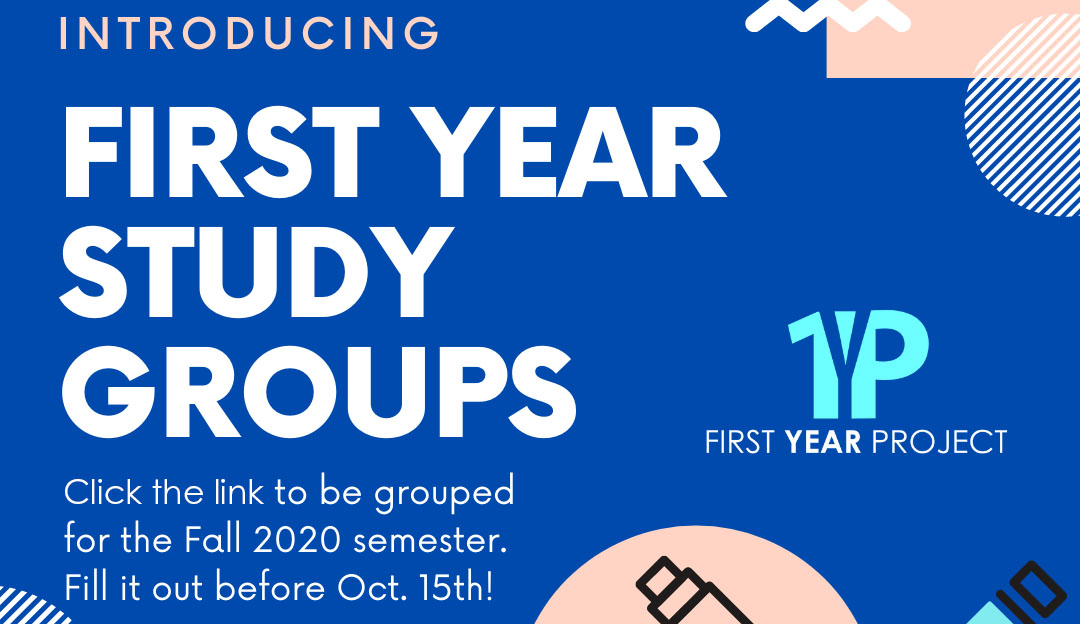 INTRODUCING
FIRST YEAR
STUDY
GROUPS
Click the link to be grouped
for the Fall 2020 semester.
Fill it out before Oct. 15th!
1YP
FIRST YEAR PROJECT